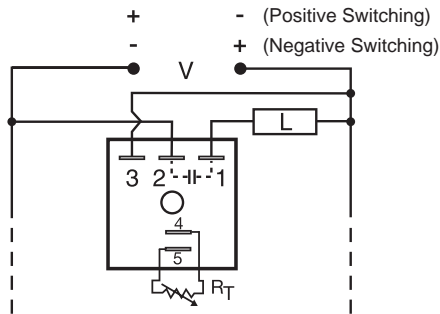 + - (Positive Switching)
- + (Negative Switching)
V
L
3 2 1
4
5
RT